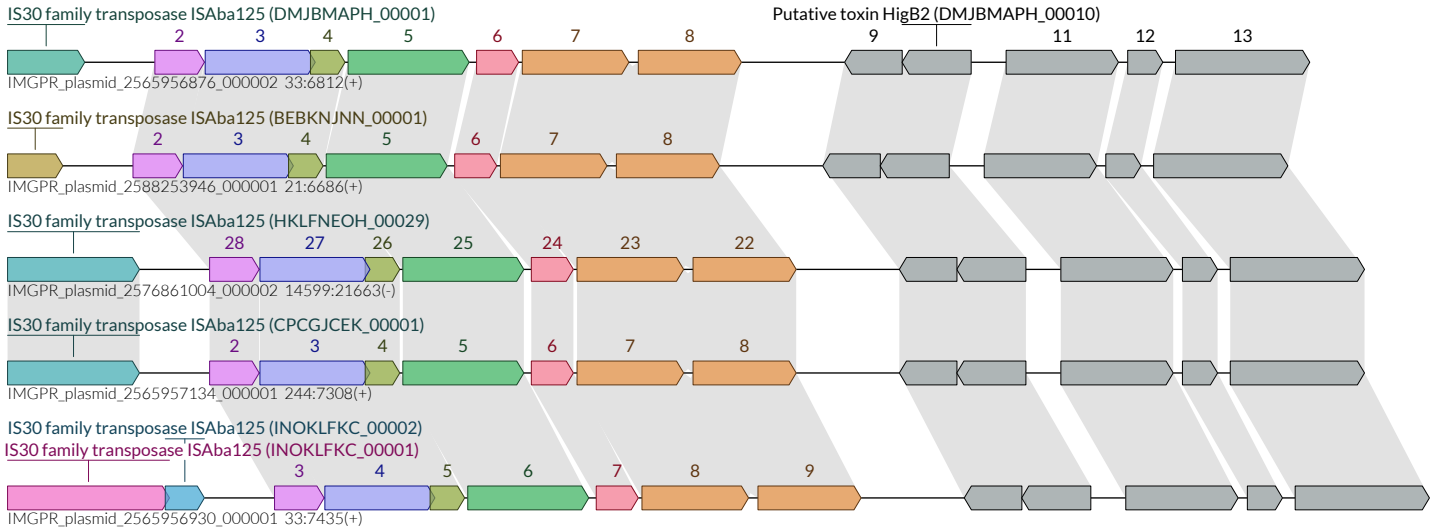 IS30 family transposase ISAba125 (DMJBMAPH_00001) Putative toxin HigB2 (DMJBMAPH_00010)
2 3 4 5 6 7 8 9 11 12 13
IMGPR_plasmid_2565956876_000002 33:6812(+)
IS30 family transposase ISAba125 (BEBKNJNN_00001)
2 3 4 5 6 7 8
IMGPR_plasmid_2588253946_000001 21:6686(+)
IS30 family transposase ISAba125 (HKLFNEOH_00029)
28 27 26 25 24 23 22
IMGPR_plasmid_2576861004_000002 14599:21663(-)
IS30 family transposase ISAba125 (CPCGJCEK_00001)
2 3 4 5 6 7 8
IMGPR_plasmid_2565957134_000001 244:7308(+)
IS30 family transposase ISAba125 (INOKLFKC_00002)
IS30 family transposase ISAba125 (INOKLFKC_00001)
3 4 5 6 7 8 9
IMGPR_plasmid_2565956930_000001 33:7435(+)